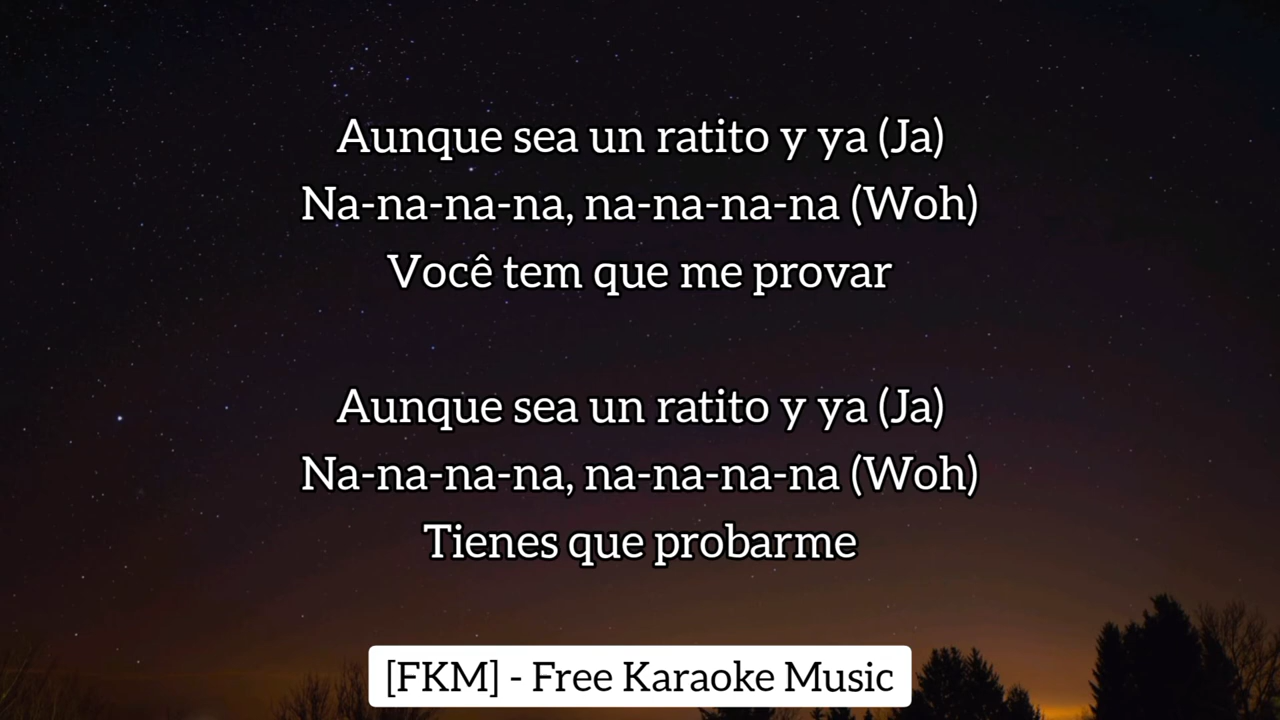 Aunque sea un ratito y ya (Ja)
Na-na-na-na, na-na-na-na (Woh)
Você tem que me provar
Aunque sea un ratito y ya (Ja)
Na-na-na-na, na-na-na-na (Woh)
Tienes que probarme
[FKM] - Free Karaoke Music